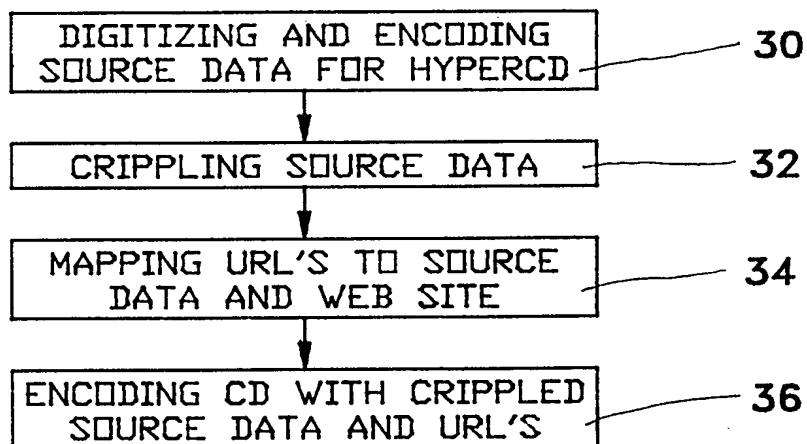 DIGITIZING AND ENCODING
SOURCE DATA FOR HYPERCD
30
CRIPPLING SOURCE DATA
32
MAPPING URL'S TO SOURCE
DATA AND WEB SITE
34
ENCODING CD WITH CRIPPLED
SOURCE DATA AND URL'S
36